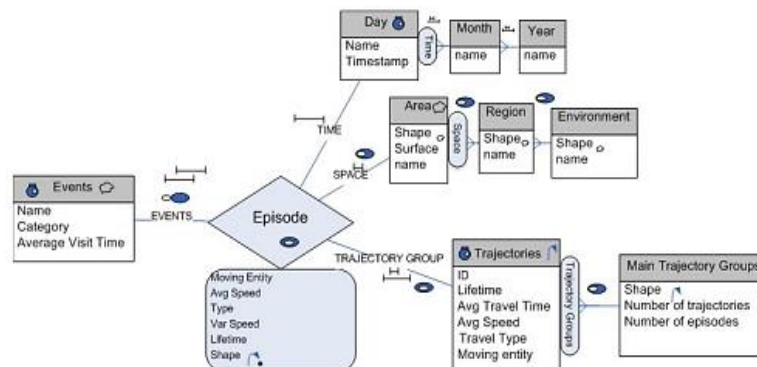 Day
Name
Timestamp
Time
Month
name
Year
name
TIME
Area
Shape
Surface
name
Space
Region
Shape
name
Environment
Shape
name
SPACE
Events
Name
Category
Average Visit Time
EVENTS
Episode
Moving Entity
Avg Speed
Type
Var Speed
Lifetime
Shape
TRAJECTORY GROUP
Trajectories
ID
Lifetime
Avg Travel Time
Avg Speed
Travel Type
Moving entity
Trajectory Groups
Main Trajectory Groups
Shape
Number of trajectories
Number of episodes